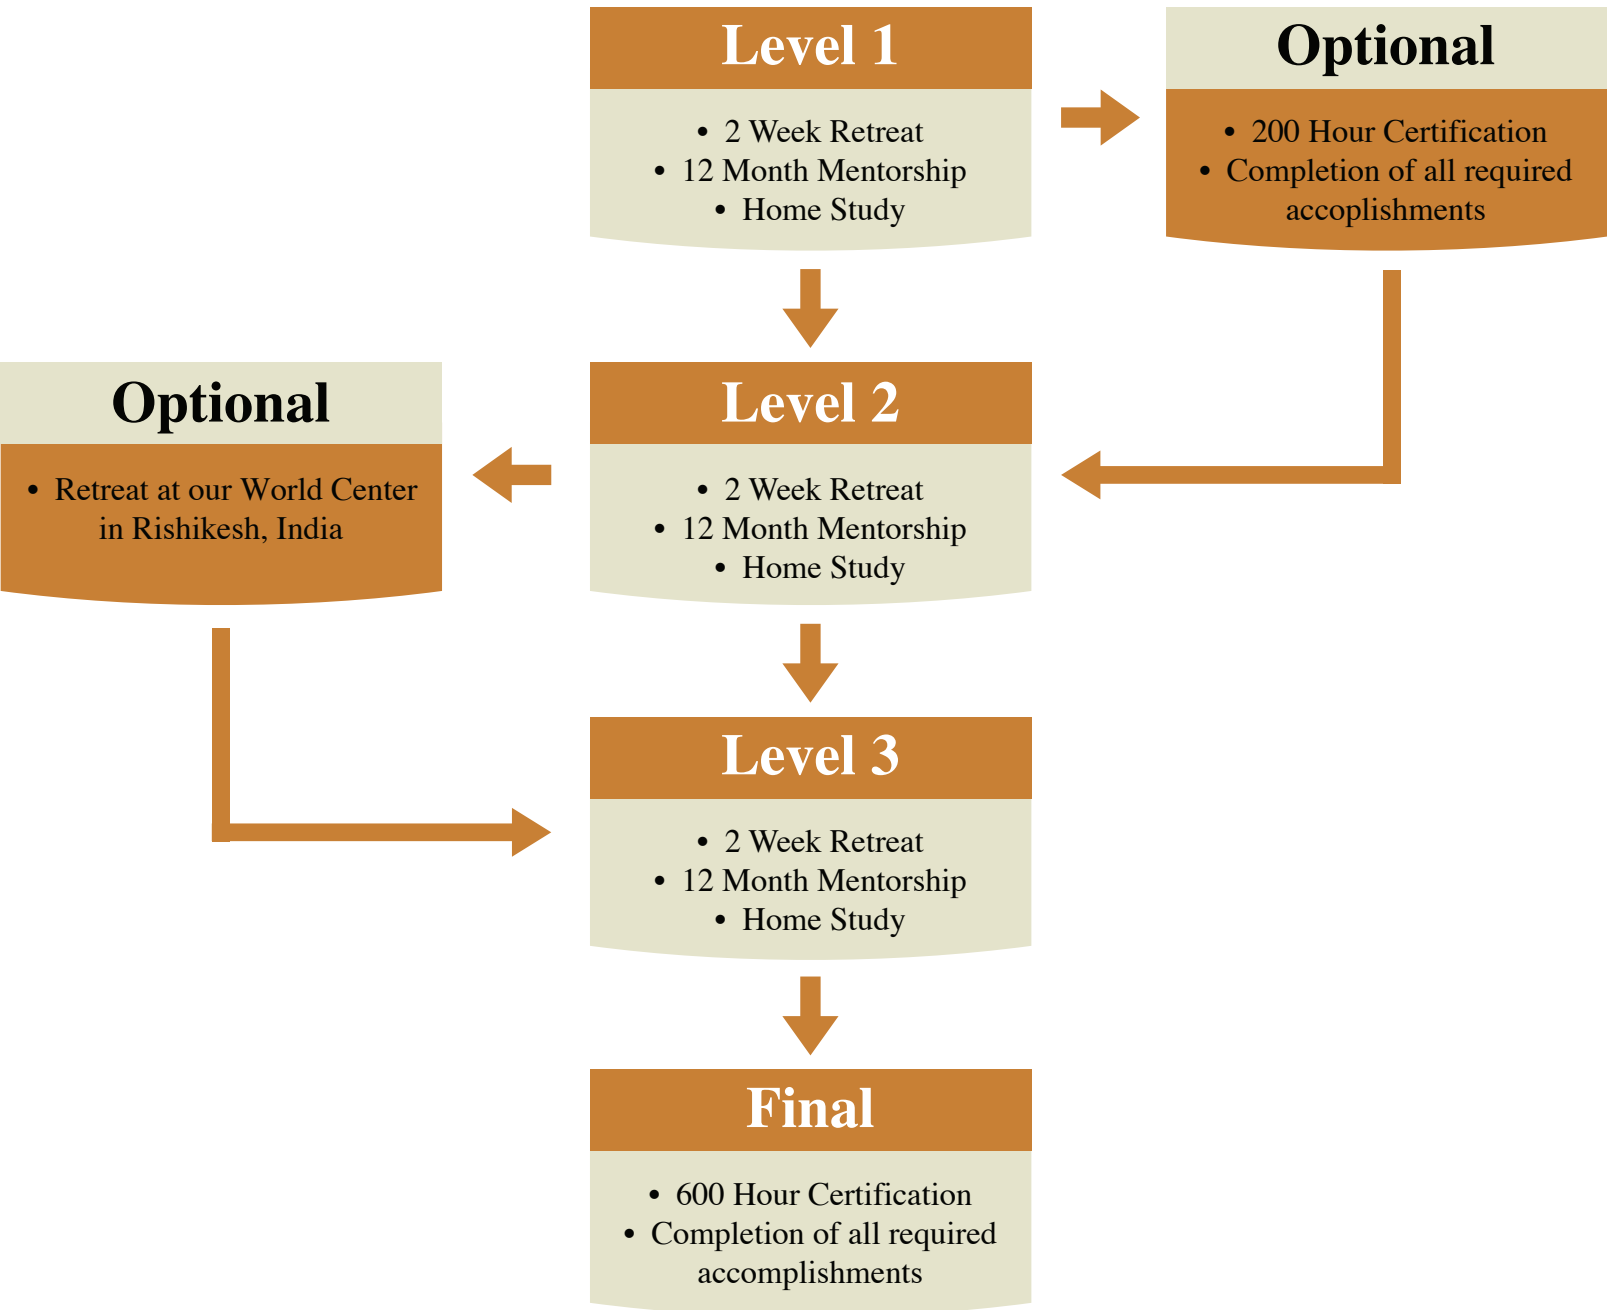 Level 1
• 2 Week Retreat
• 12 Month Mentorship
• Home Study
Optional
• 200 Hour Certification
• Completion of all required
accoplishments
Optional
• Retreat at our World Center
in Rishikesh, India
Level 2
• 2 Week Retreat
• 12 Month Mentorship
• Home Study
Level 3
• 2 Week Retreat
• 12 Month Mentorship
• Home Study
Final
• 600 Hour Certification
• Completion of all required
accomplishments